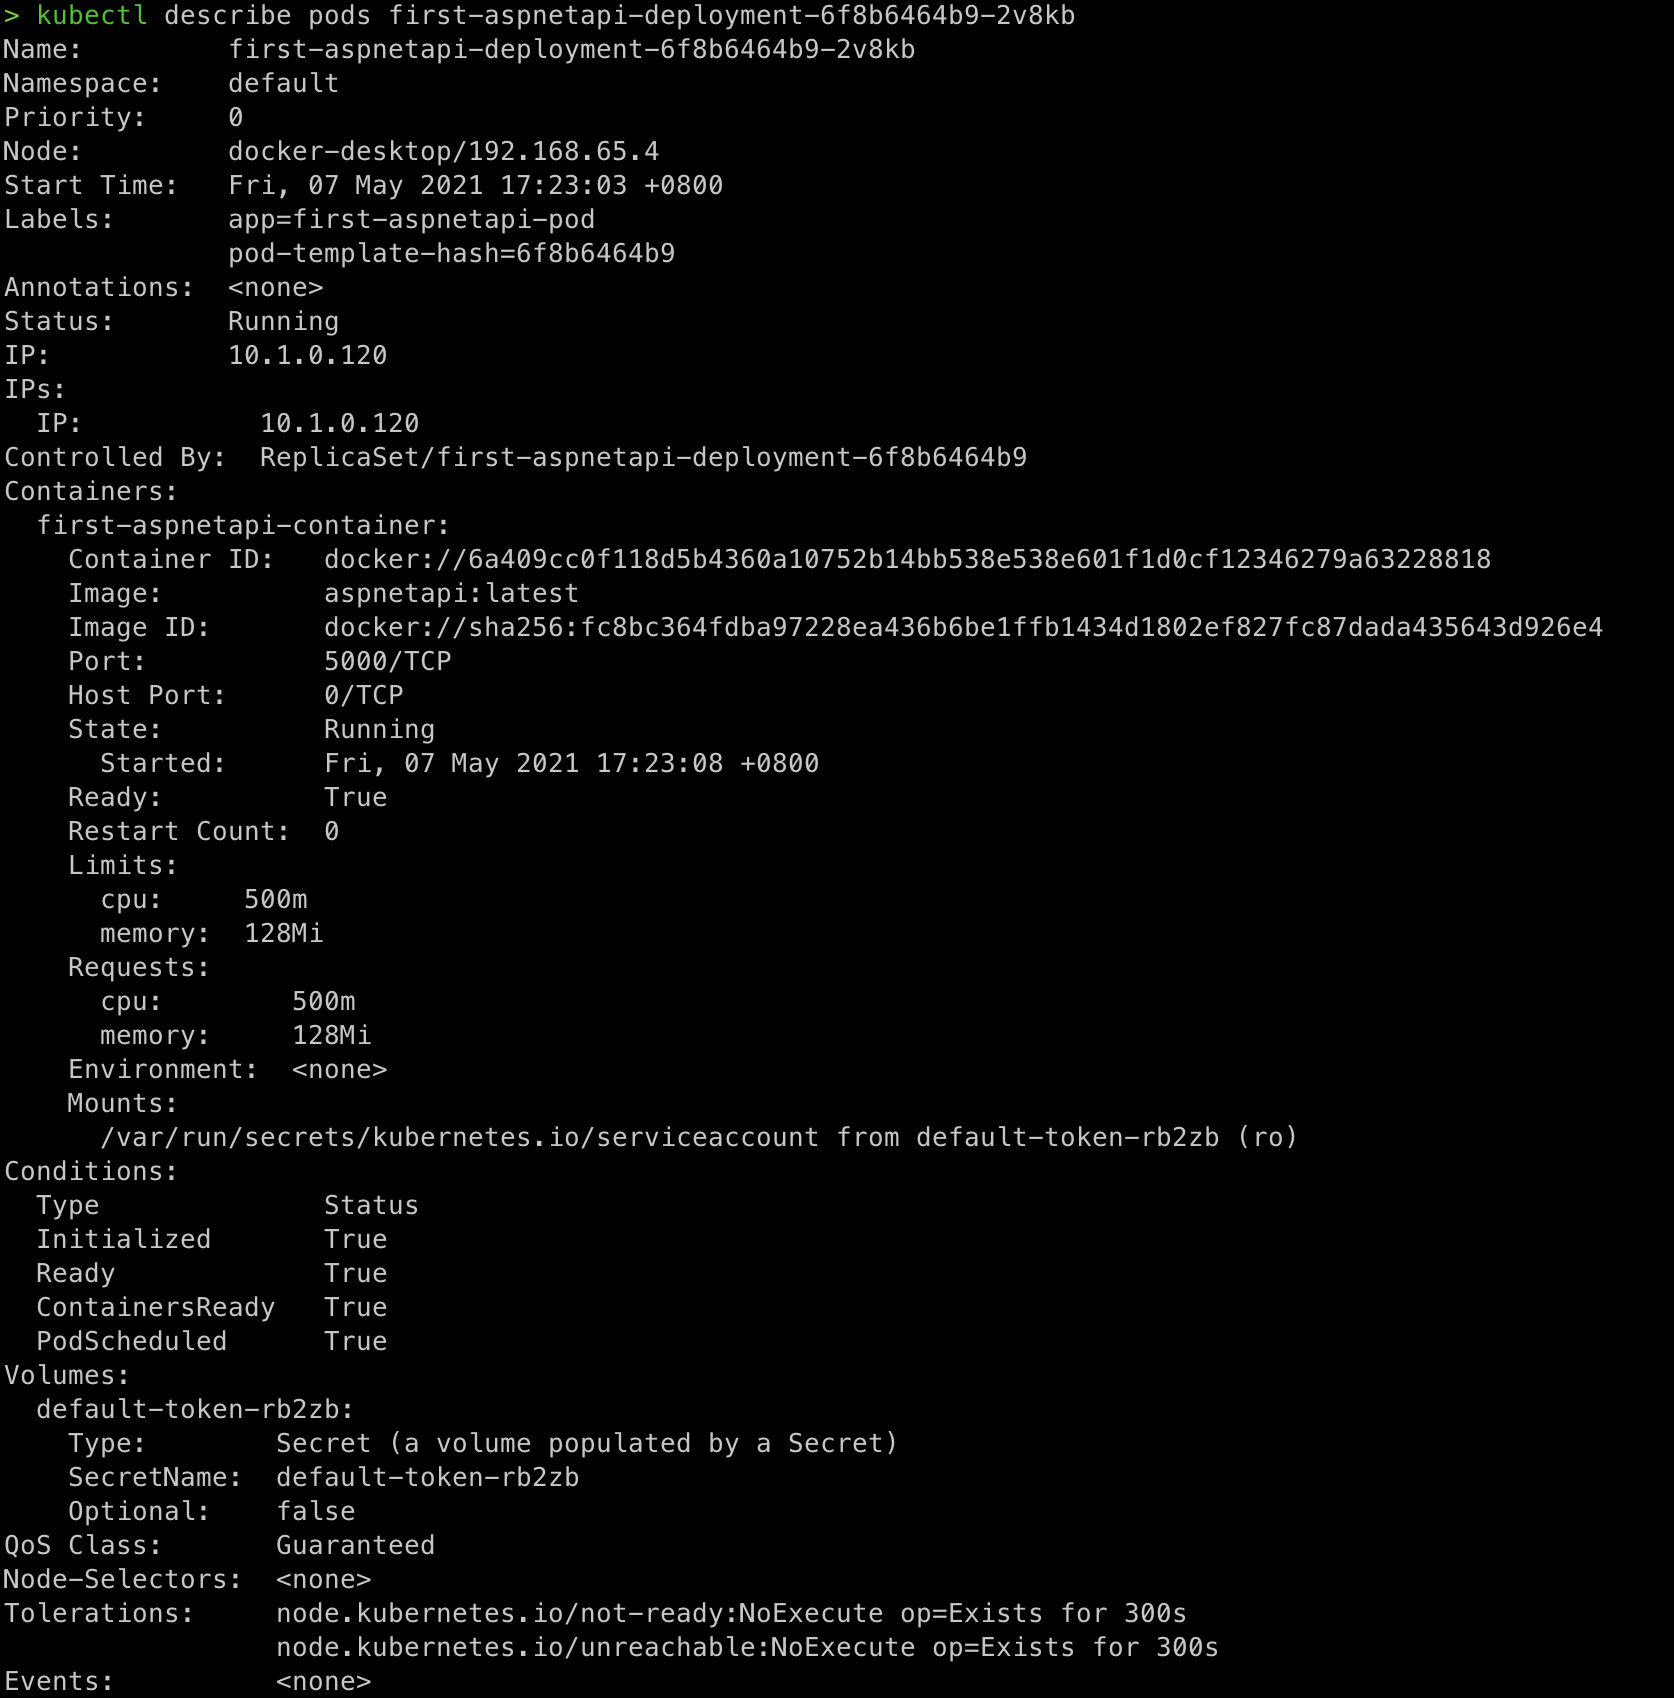 > kubectl describe pods first-aspnetapi-deployment-6f8b6464b9-2v8kb
Name:         first-aspnetapi-deployment-6f8b6464b9-2v8kb
Namespace:    default
Priority:     0
Node:         docker-desktop/192.168.65.4
Start Time:   Fri, 07 May 2021 17:23:03 +0800
Labels:       app=first-aspnetapi-pod
              pod-template-hash=6f8b6464b9
Annotations:  <none>
Status:       Running
IP:           10.1.0.120
IPs:
  IP:           10.1.0.120
Controlled By:  ReplicaSet/first-aspnetapi-deployment-6f8b6464b9
Containers:
  first-aspnetapi-container:
    Container ID:   docker://6a409cc0f118d5b4360a10752b14bb538e538e601f1d0cf12346279a63228818
    Image:          aspnetapi:latest
    Image ID:       docker://sha256:fc8bc364fdba97228ea436b6be1ffb1434d1802ef827fc87dada435643d926e4
    Port:           5000/TCP
    Host Port:      0/TCP
    State:          Running
      Started:      Fri, 07 May 2021 17:23:08 +0800
    Ready:          True
    Restart Count:  0
    Limits:
      cpu:     500m
      memory:  128Mi
    Requests:
      cpu:        500m
      memory:     128Mi
    Environment:  <none>
    Mounts:
      /var/run/secrets/kubernetes.io/serviceaccount from default-token-rb2zb (ro)
Conditions:
  Type              Status
  Initialized       True
  Ready             True
  ContainersReady   True
  PodScheduled      True
Volumes:
  default-token-rb2zb:
    Type:        Secret (a volume populated by a Secret)
    SecretName:  default-token-rb2zb
    Optional:    false
QoS Class:       Guaranteed
Node-Selectors:  <none>
Tolerations:     node.kubernetes.io/not-ready:NoExecute op=Exists for 300s
                 node.kubernetes.io/unreachable:NoExecute op=Exists for 300s
Events:          <none>